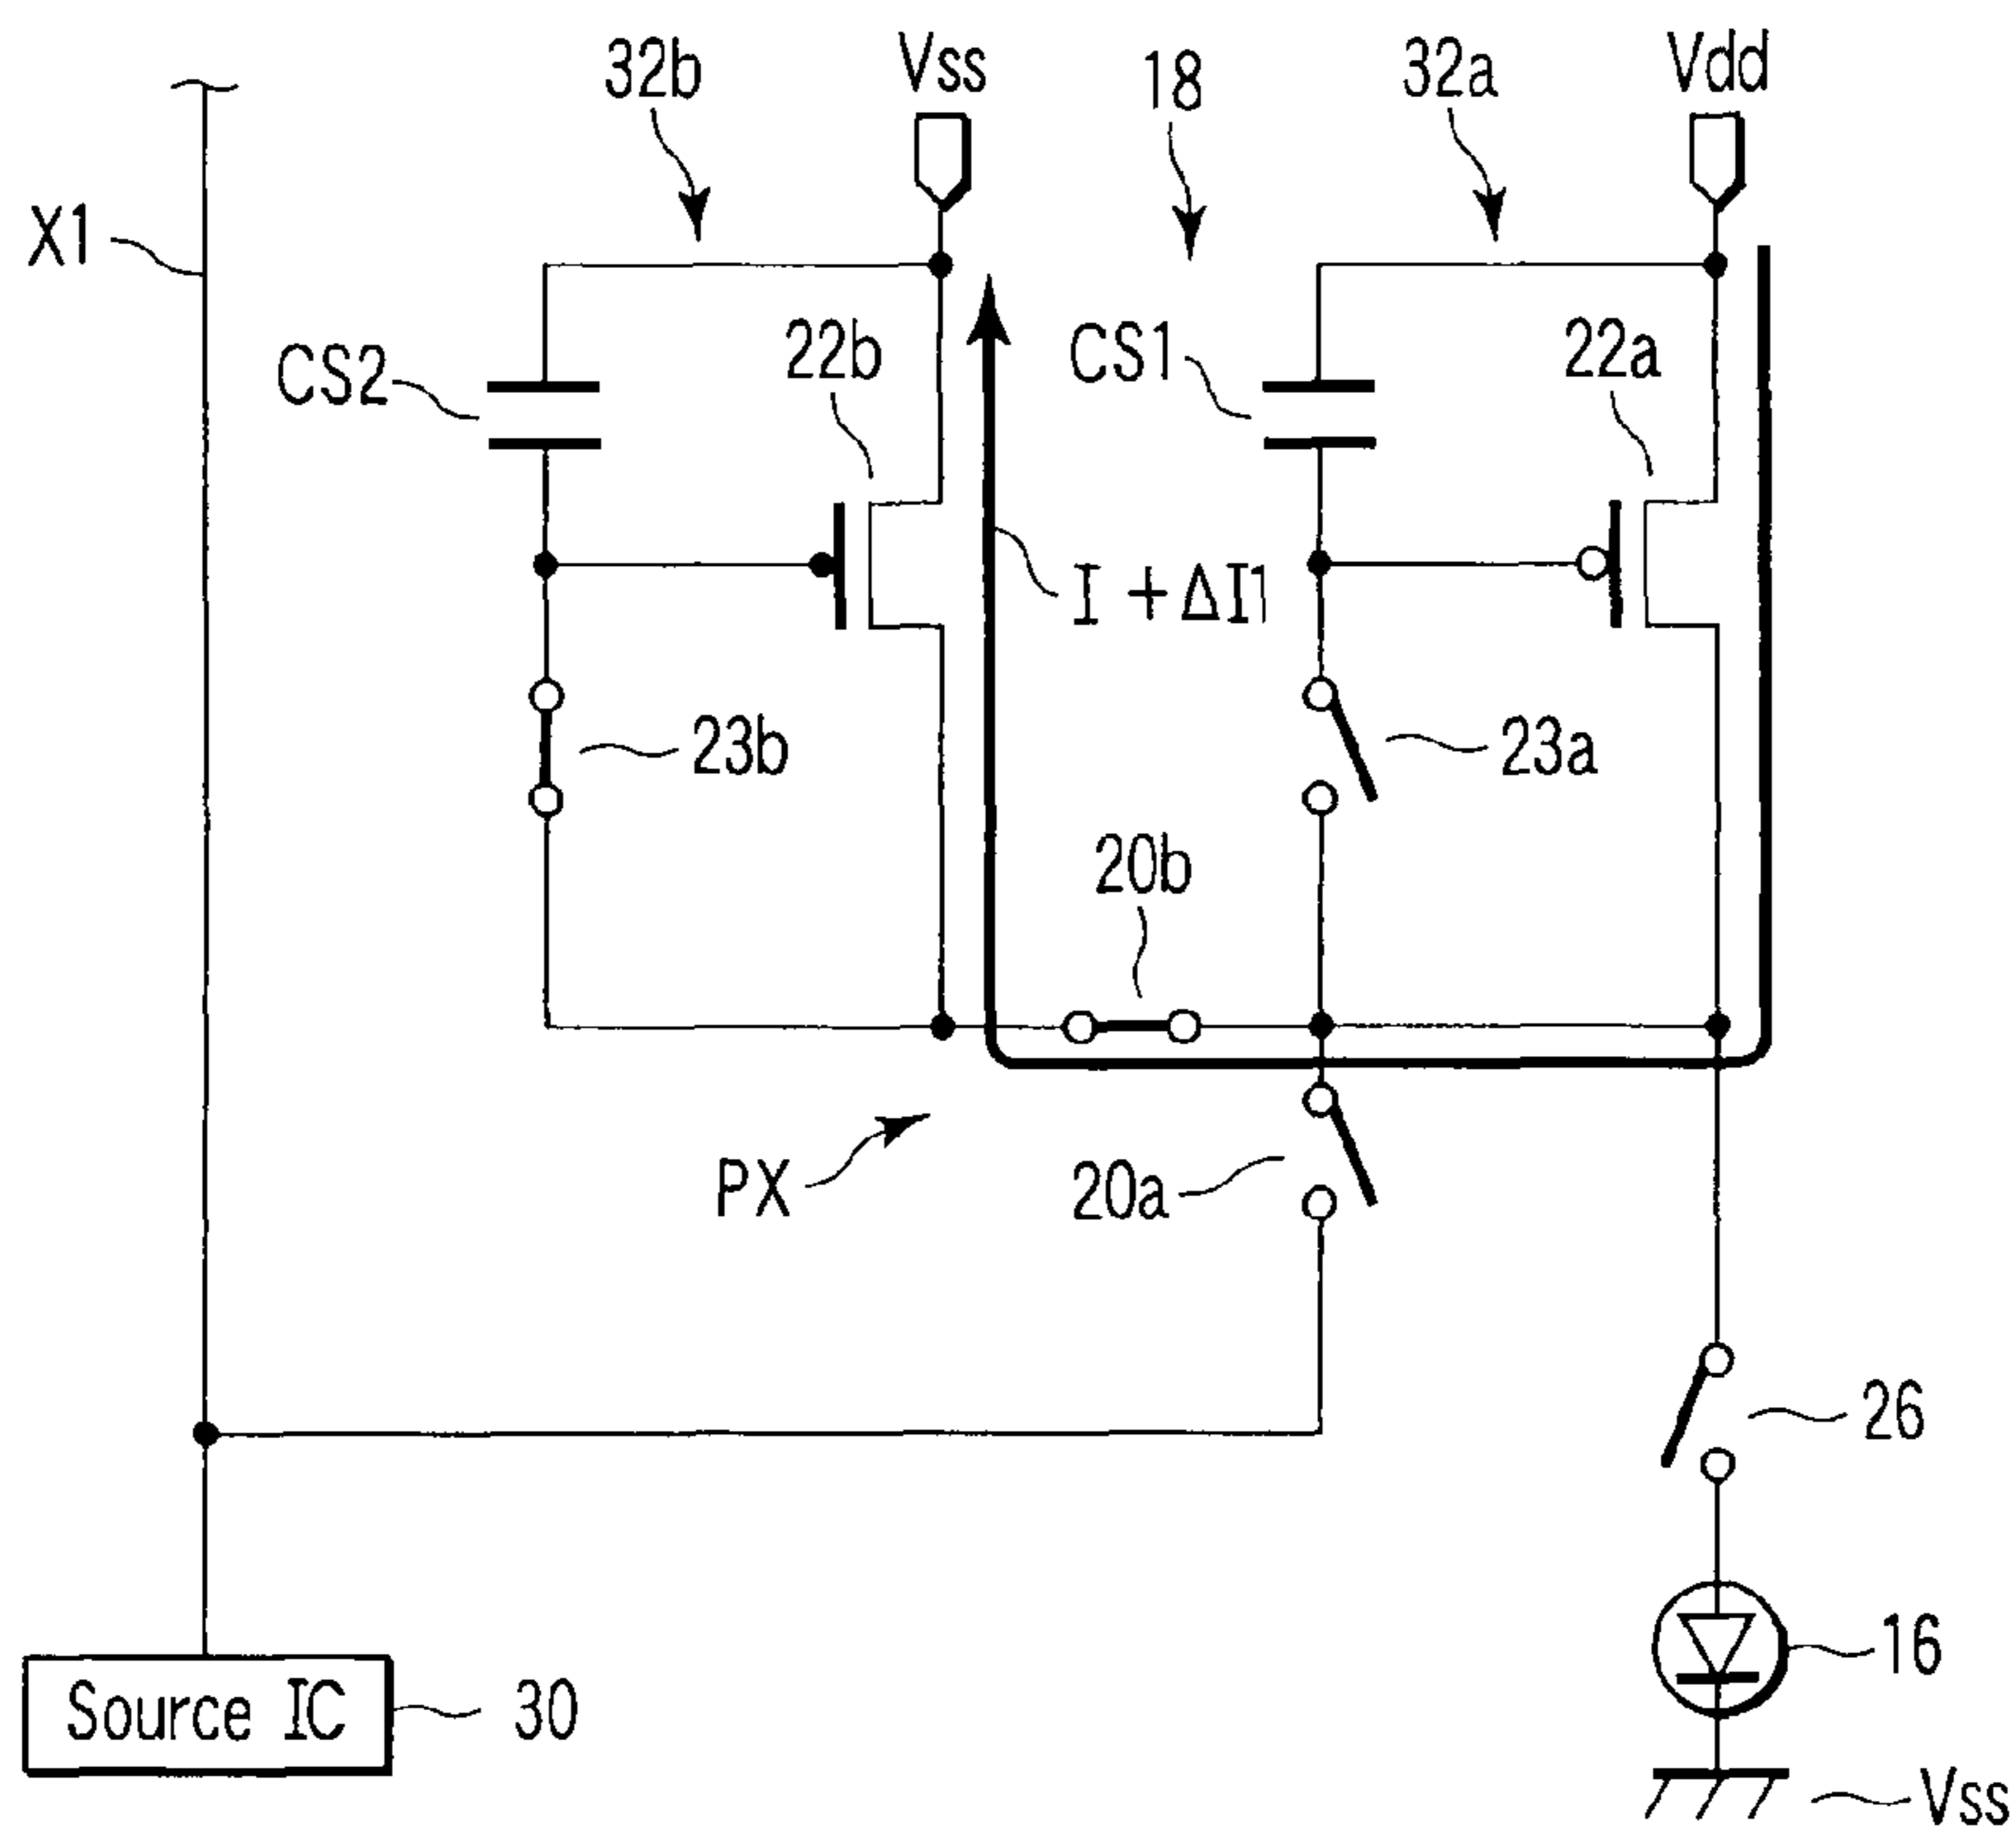 32b
Vss
18
32a
Vdd
X1
CS2
22b
CS1
22a
I + ΔI1
23b
23a
20b
PX
20a
26
16
Source IC
30
Vss